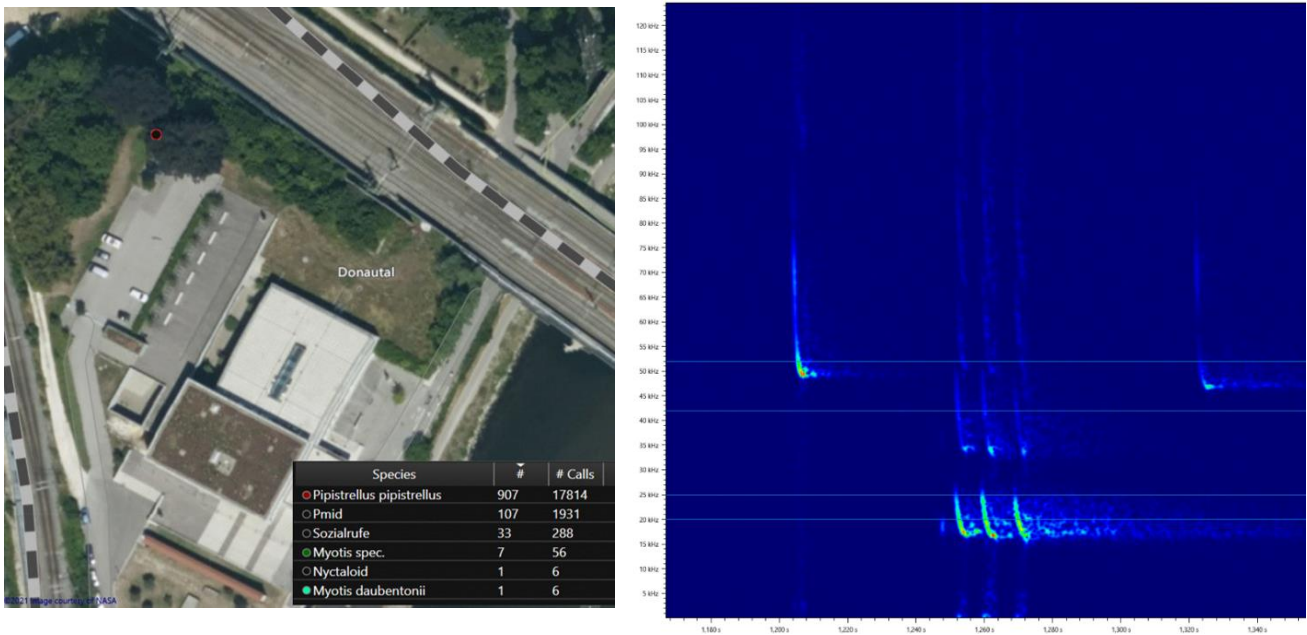 Donautal
Species # # Calls
Pipistrellus pipistrellus 907 17814
Pmid 107 1931
Sozialrufe 33 288
Myotis spec. 7 56
Nyctaloid 1 6
Myotis daubentonii 1 6
©2021 Image courtesy of NASA
120 kHz
115 kHz
110 kHz
105 kHz
100 kHz
95 kHz
90 kHz
85 kHz
80 kHz
75 kHz
70 kHz
65 kHz
60 kHz
55 kHz
50 kHz
45 kHz
40 kHz
35 kHz
30 kHz
25 kHz
20 kHz
15 kHz
10 kHz
5 kHz
1,180 s 1,200 s 1,220 s 1,240 s 1,260 s 1,280 s 1,300 s 1,320 s 1,340 s